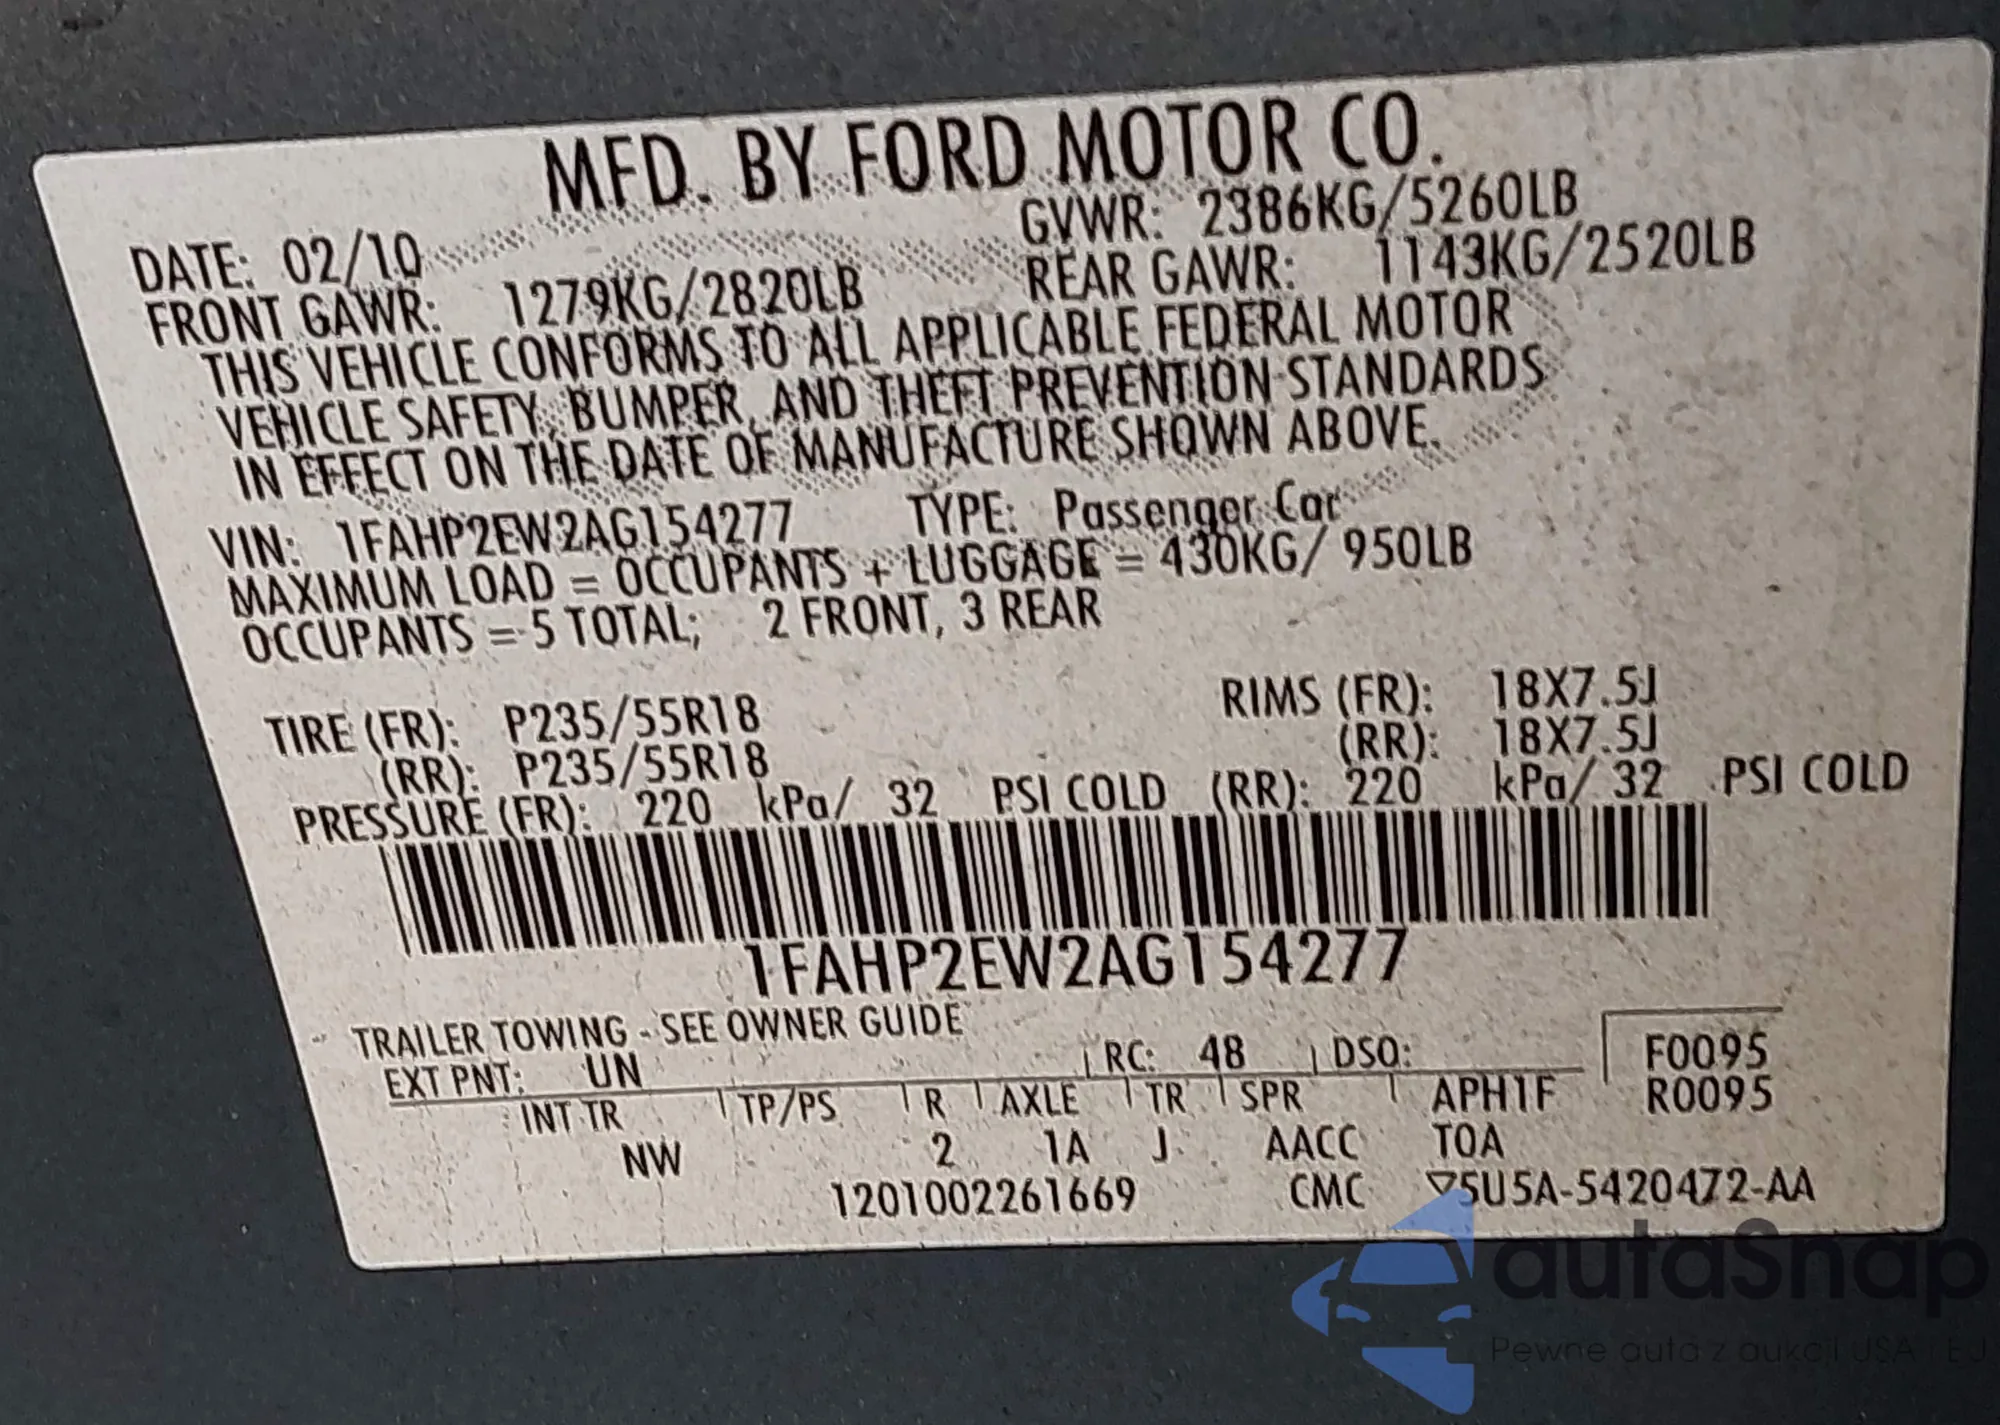 MFD. BY FORD MOTOR CO.
DATE: 02/10 GVWR: 2386KG/5260LB
FRONT GAWR: 1279KG/2820LB REAR GAWR: 1143KG/2520LB
THIS VEHICLE CONFORMS TO ALL APPLICABLE FEDERAL MOTOR
VEHICLE SAFETY, BUMPER, AND THEFT PREVENTION STANDARDS
IN EFFECT ON THE DATE OF MANUFACTURE SHOWN ABOVE.
VIN: 1FAHP2EW2AG154277 TYPE: Passenger Car
MAXIMUM LOAD = OCCUPANTS + LUGGAGE = 430KG/ 950LB
OCCUPANTS = 5 TOTAL; 2 FRONT, 3 REAR
TIRE (FR): P235/55R18 RIMS (FR): 18X7.5J
(RR): P235/55R18 (RR): 18X7.5J
PRESSURE (FR): 220 kPa/ 32 PSI COLD (RR): 220 kPa/ 32 PSI COLD
1FAHP2EW2AG154277
TRAILER TOWING - SEE OWNER GUIDE
EXT PNT: UN RC: 48 DSO: F0095
INT TR TP/PS R AXLE TR SPR APH1F R0095
NW 2 1A J AACC TOA
1201002261669 CMC ▽5U5A-5420472-AA
autaSnap
Pewne auta z aukcji USA i EU